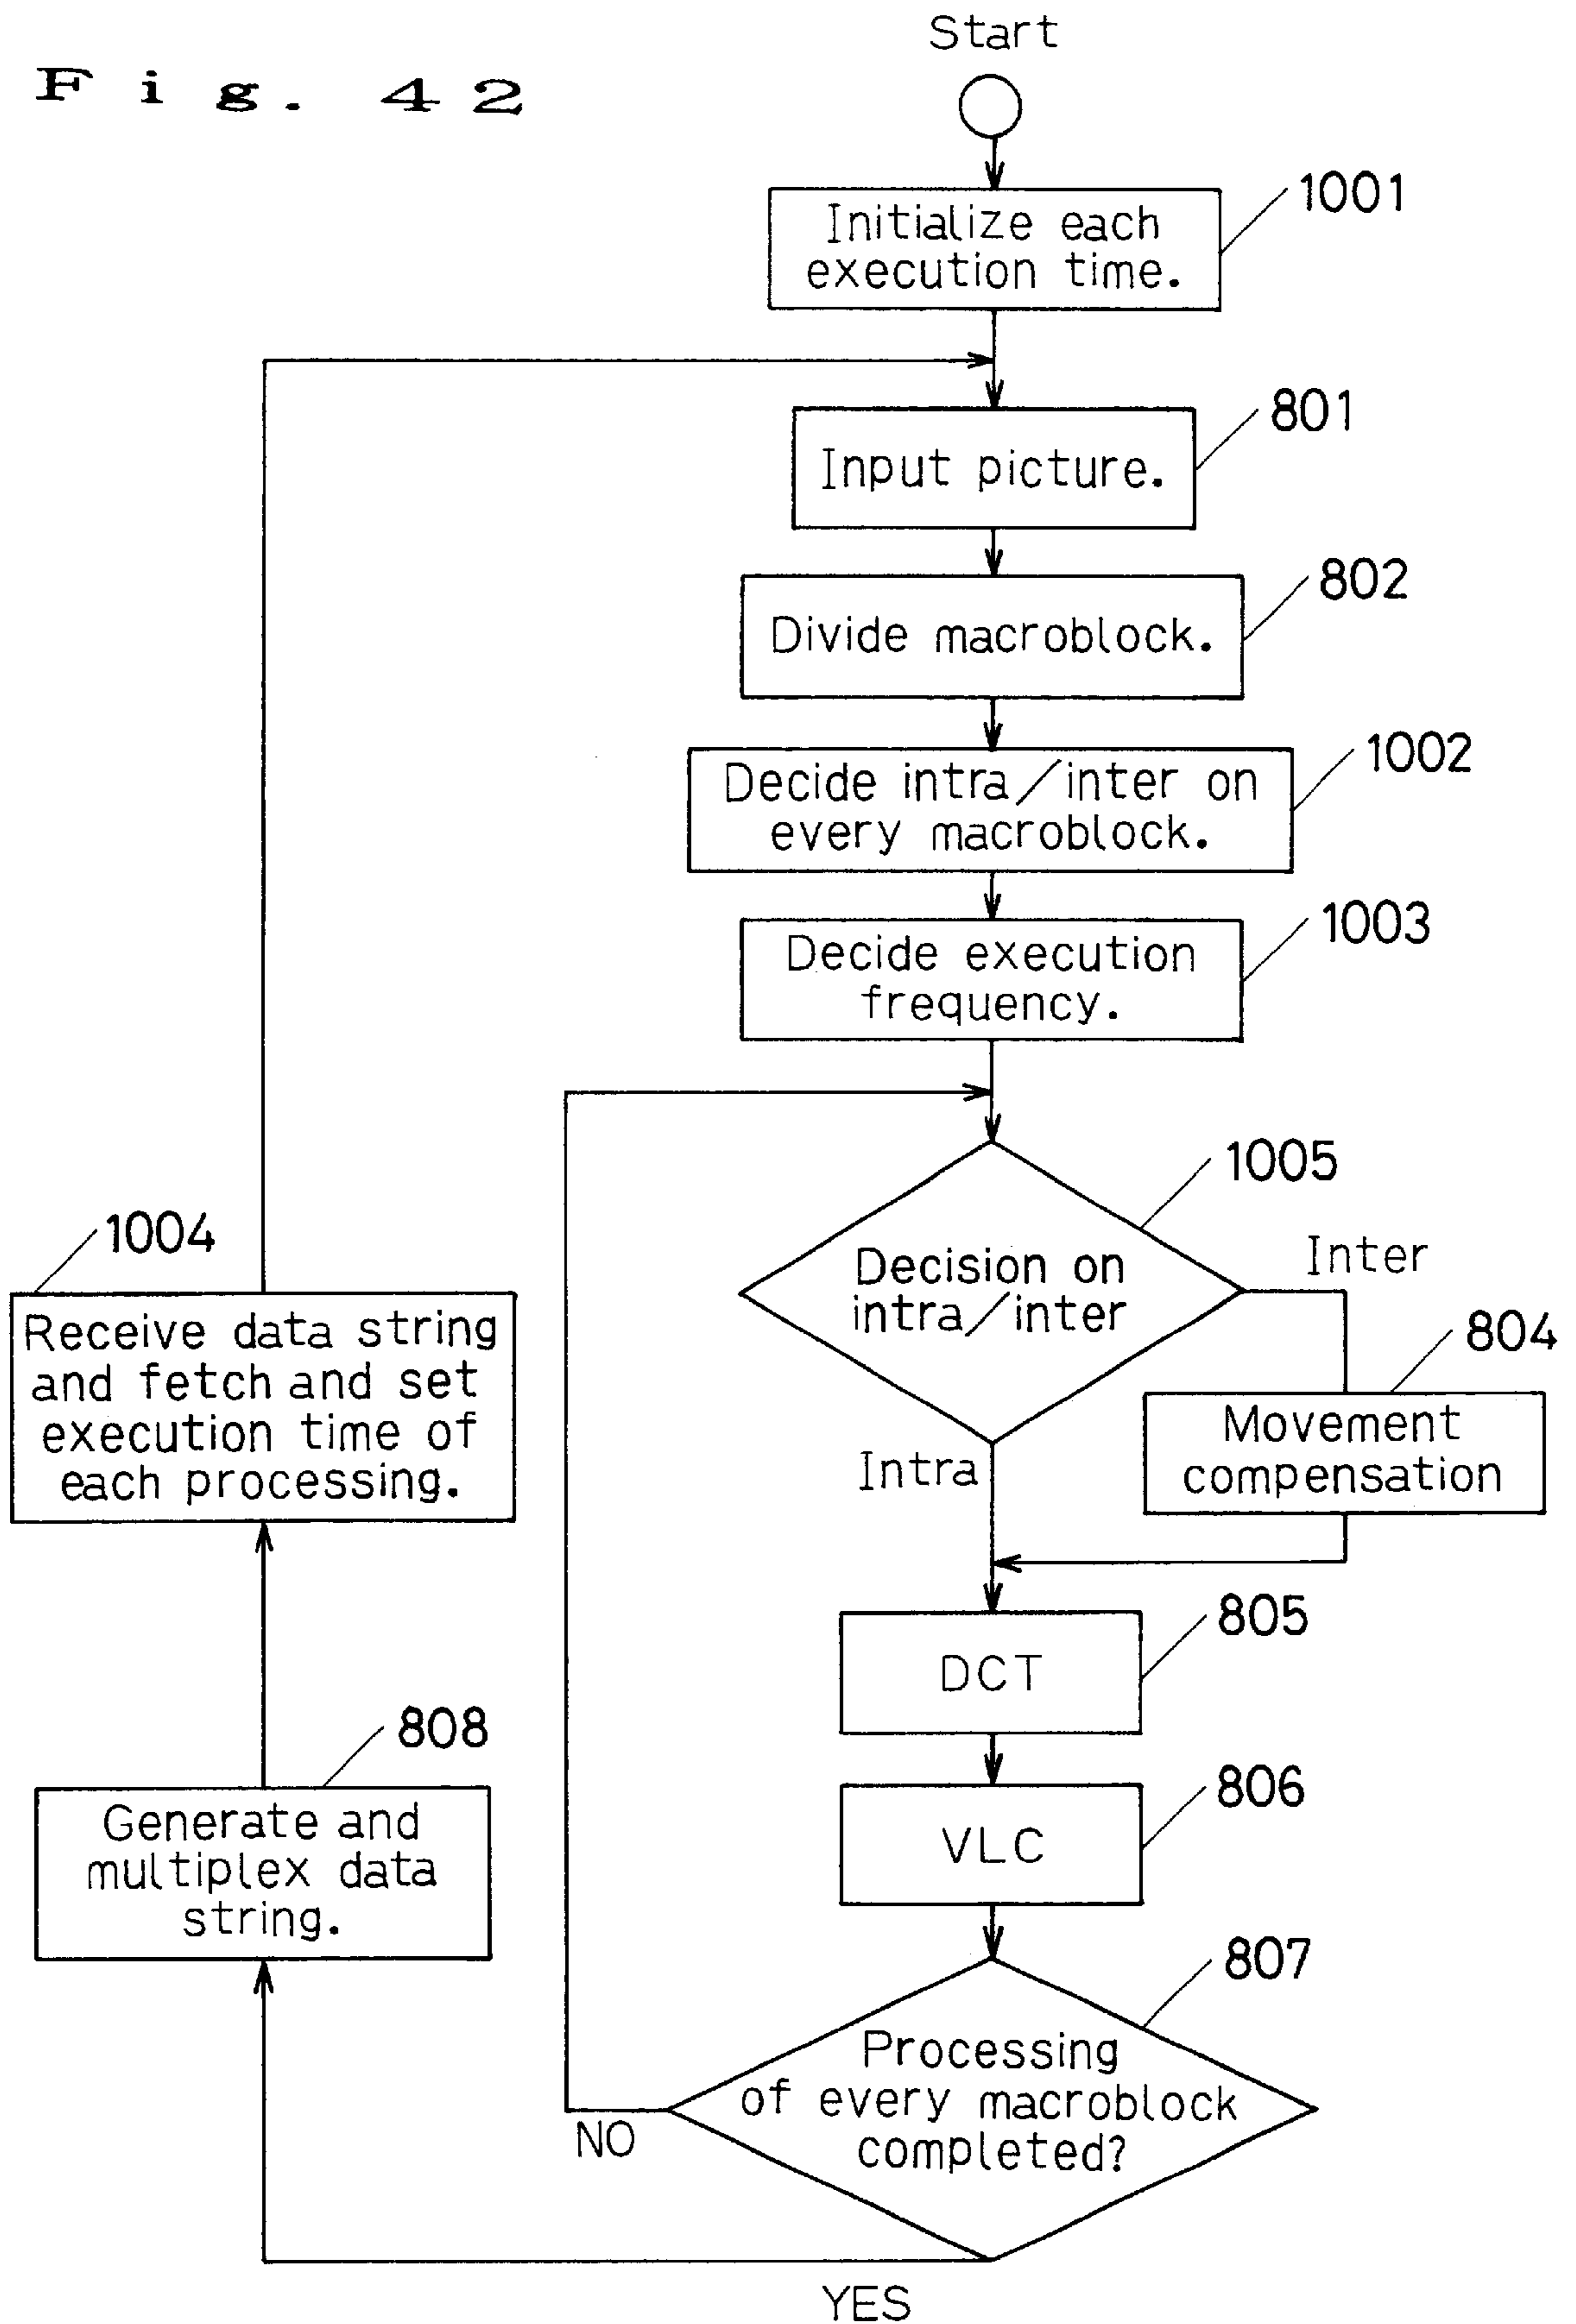 Start
Fig. 42
1001
Initialize each
execution time.
801
Input picture.
802
Divide macroblock.
1002
Decide intra/inter on
every macroblock.
1003
Decide execution
frequency.
1005
Decision on
intra/inter
Inter
Intra
804
Movement
compensation
1004
Receive data string
and fetch and set
execution time of
each processing.
805
DCT
808
Generate and
multiplex data
string.
806
VLC
807
Processing
of every macroblock
completed?
NO
YES